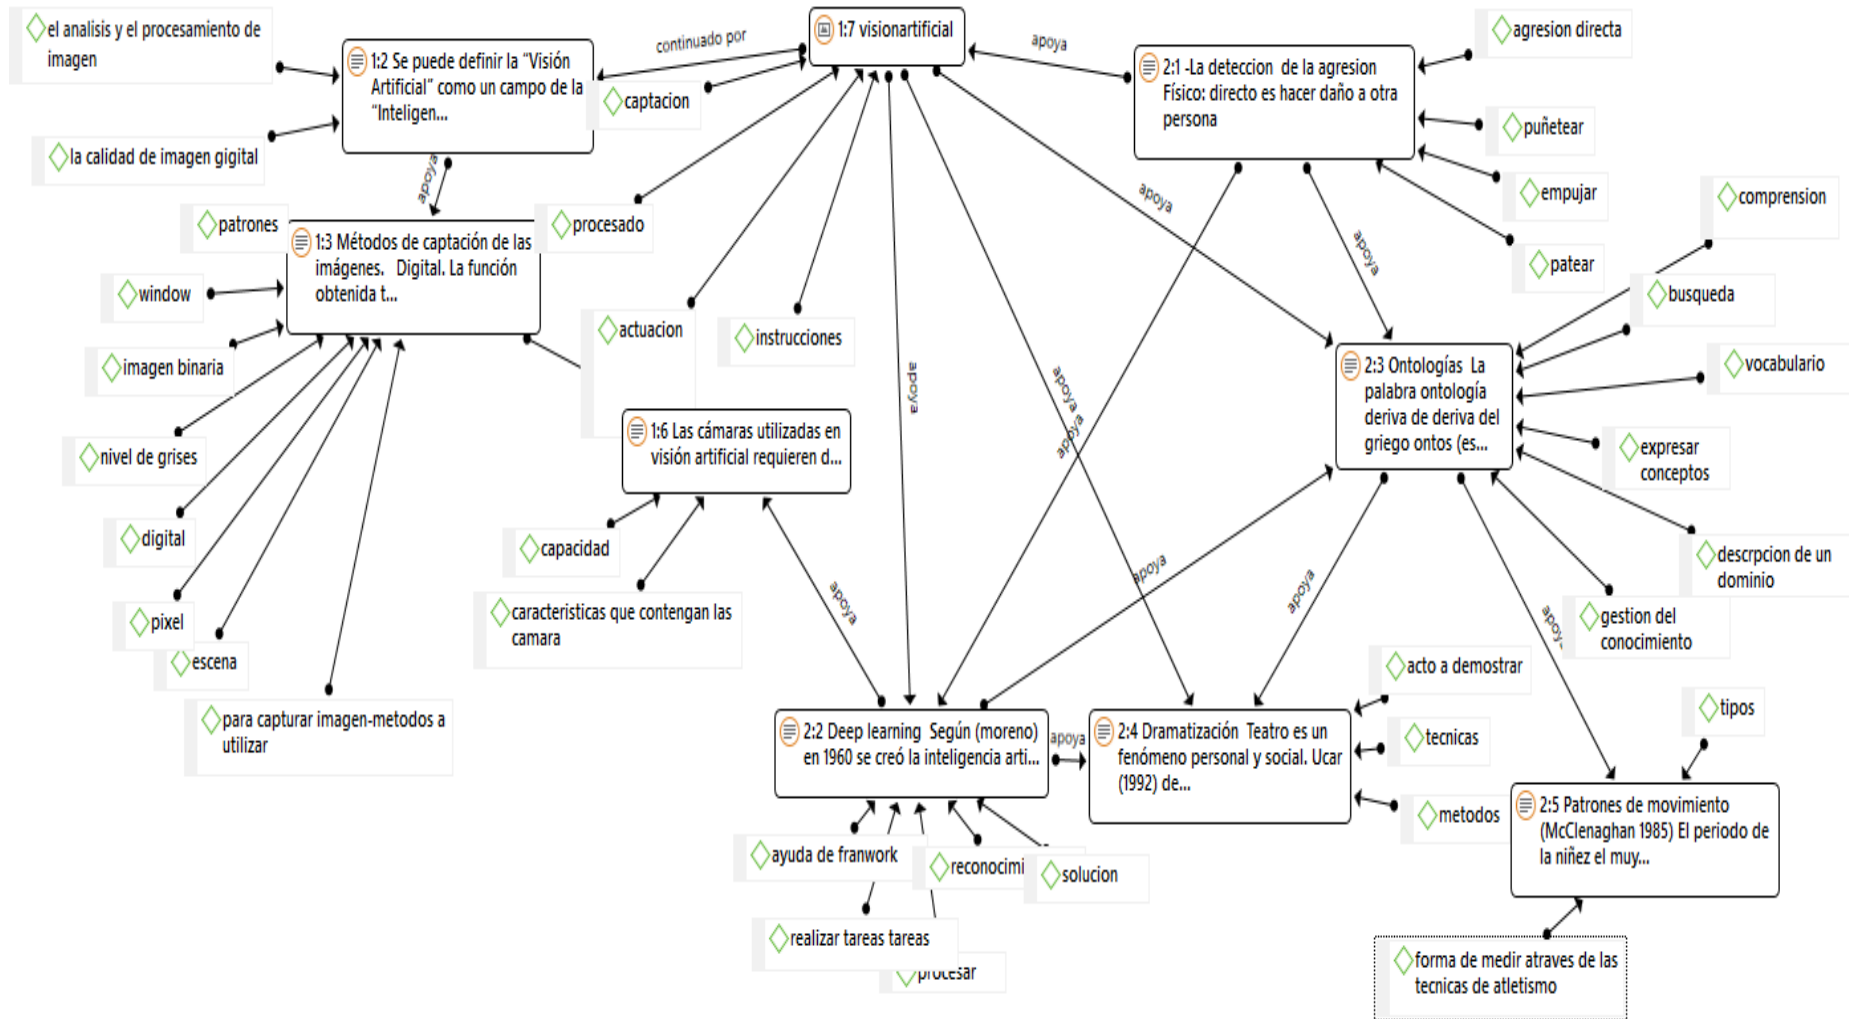 el analisis y el procesamiento de
imagen
1:2 Se puede definir la “Visión
Artificial” como un campo de la
“Inteligen...
continuado por
1:7 visionartificial
apoya
2:1 -La deteccion de la agresion
Físico: directo es hacer daño a otra
persona
agresion directa
captacion
puñetear
la calidad de imagen gigital
apoya
empujar
comprension
patrones
1:3 Métodos de captación de las
imágenes. Digital. La función
obtenida t...
procesado
apoya
apoya
patear
window
busqueda
imagen binaria
actuacion
instrucciones
2:3 Ontologías La
palabra ontología
deriva de deriva del
griego ontos (es...
vocabulario
apoya
apoya
apoya
nivel de grises
1:6 Las cámaras utilizadas en
visión artificial requieren d...
expresar
conceptos
digital
capacidad
descrpcion de un
dominio
apoya
apoya
apoya
apoya
pixel
caracteristicas que contengan las
camara
gestion del
conocimiento
escena
acto a demostrar
para capturar imagen-metodos a
utilizar
2:2 Deep learning Según (moreno)
en 1960 se creó la inteligencia arti...
apoya
2:4 Dramatización Teatro es un
fenómeno personal y social. Ucar
(1992) de...
tecnicas
tipos
metodos
2:5 Patrones de movimiento
(McClenaghan 1985) El periodo de
la niñez el muy...
ayuda de franwork
reconocimi
solucion
realizar tareas tareas
procesar
forma de medir atraves de las
tecnicas de atletismo